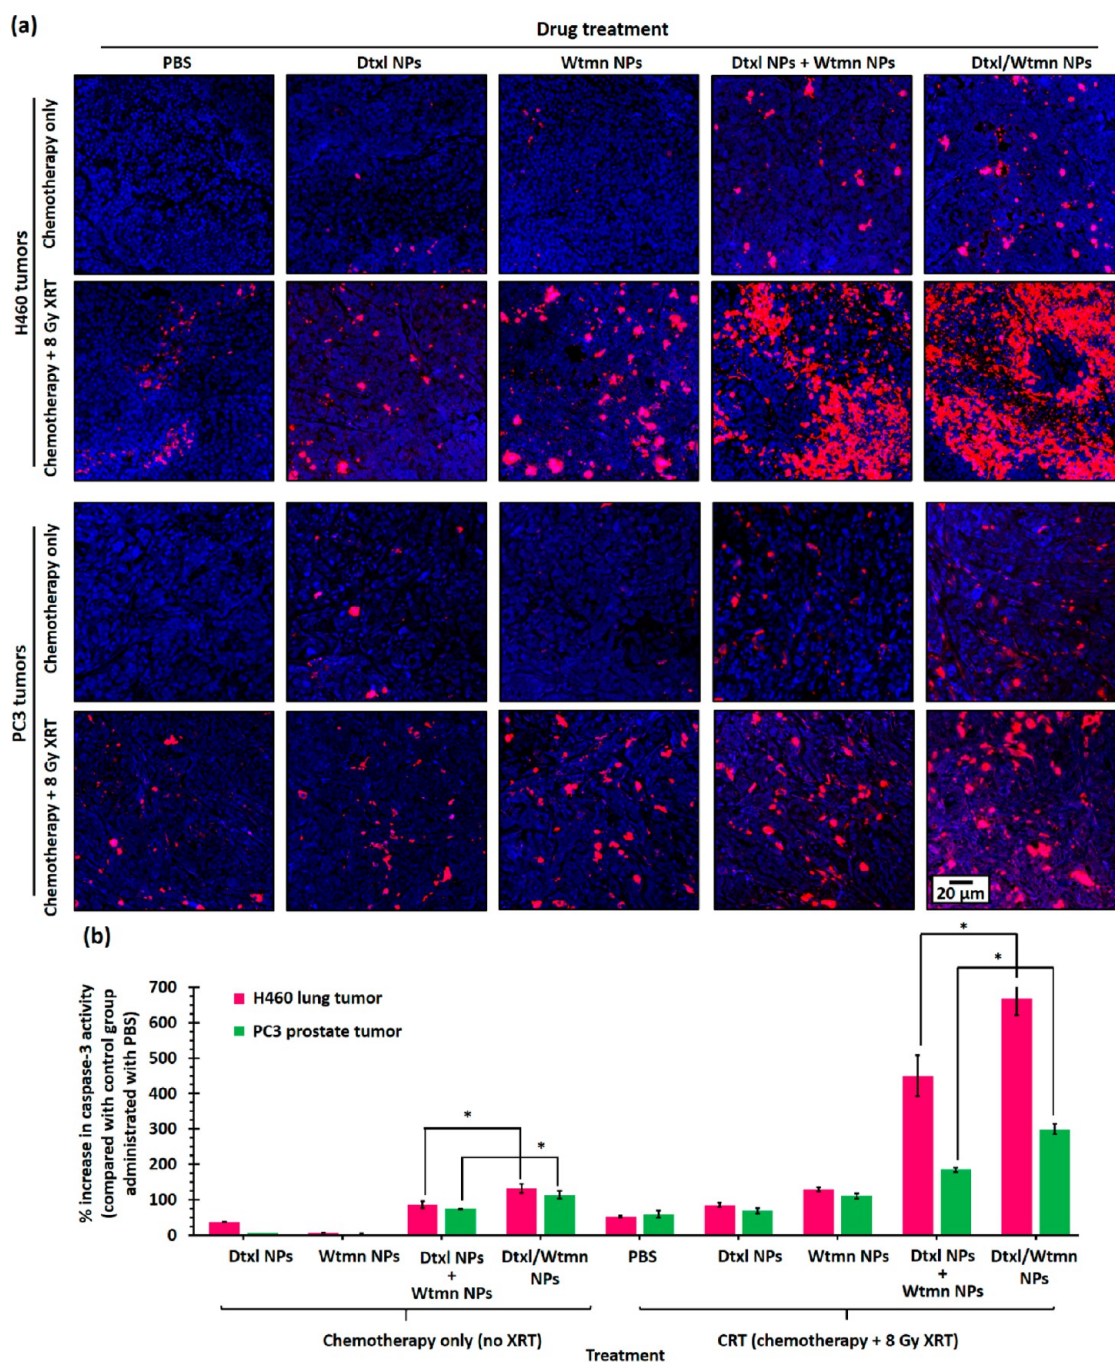 (a)
Drug treatment
PBS
Dtxl NPs
Wtmn NPs
Dtxl NPs + Wtmn NPs
Dtxl/Wtmn NPs
H460 tumors
Chemotherapy only
Chemotherapy + 8 Gy XRT
PC3 tumors
Chemotherapy only
Chemotherapy + 8 Gy XRT
20 µm
(b)
% increase in caspase-3 activity
(compared with control group
administrated with PBS)
700
600
500
400
300
200
100
0
H460 lung tumor
PC3 prostate tumor
*
*
*
*
Dtxl NPs
Wtmn NPs
Dtxl NPs
+
Wtmn NPs
Dtxl/Wtmn
NPs
PBS
Dtxl NPs
Wtmn NPs
Dtxl NPs
+
Wtmn NPs
Dtxl/Wtmn
NPs
Chemotherapy only (no XRT)
CRT (chemotherapy + 8 Gy XRT)
Treatment